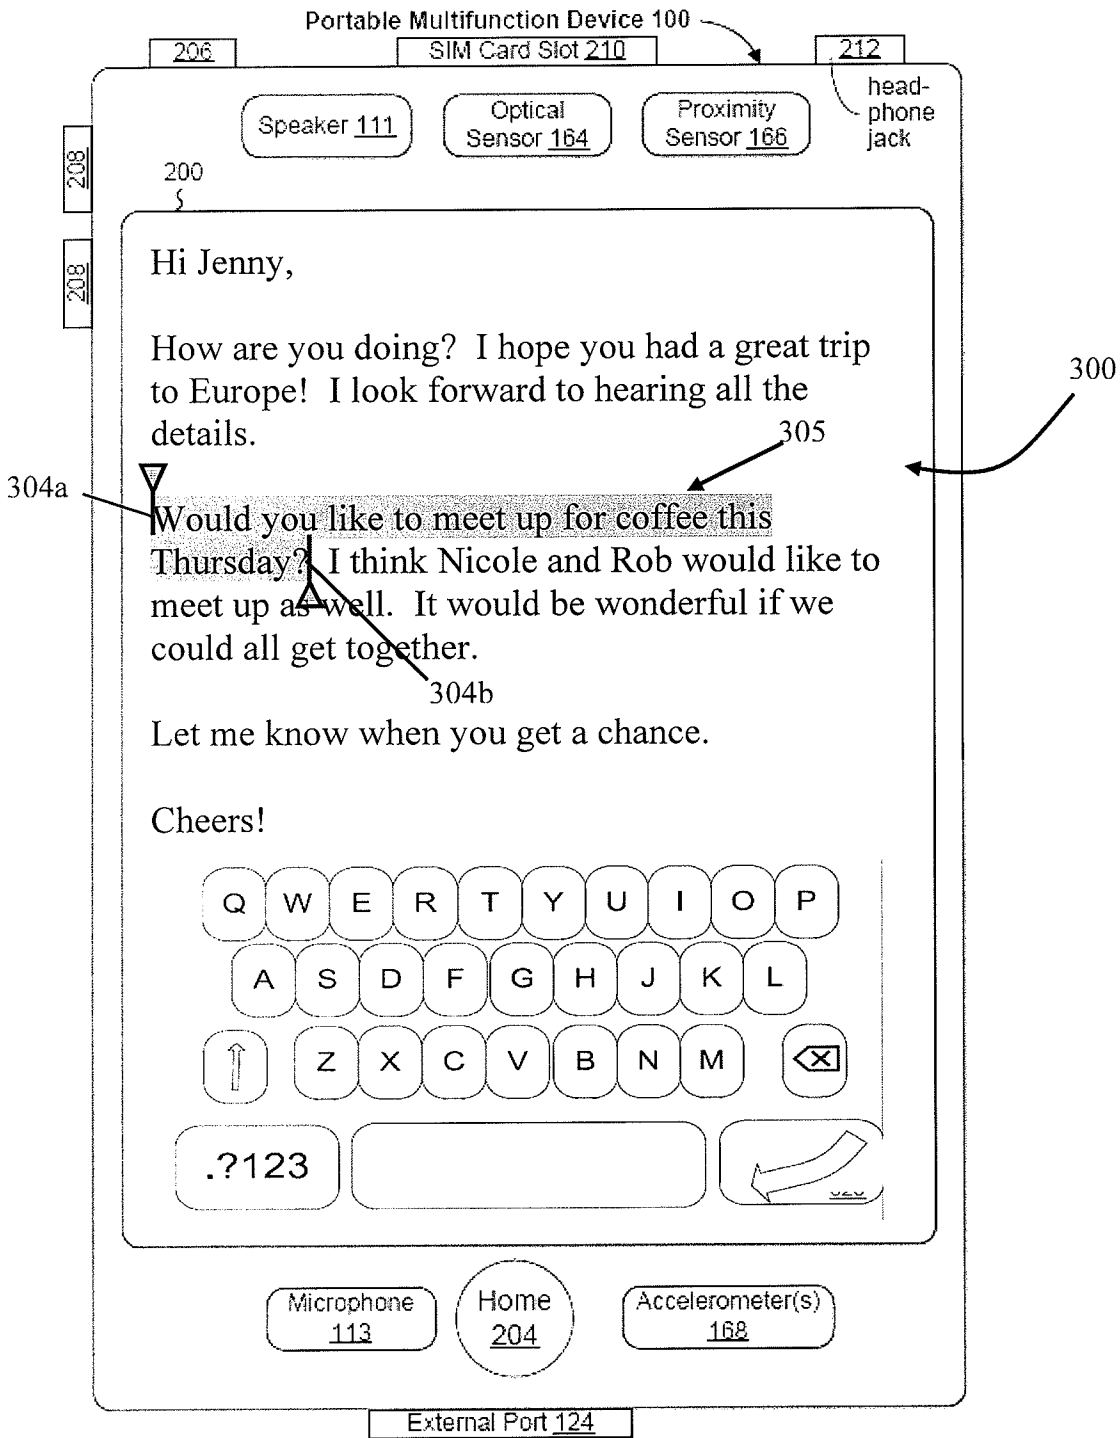 Portable Multifunction Device 100
206
SIM Card Slot 210
212
head-
phone
jack
Speaker 111
Optical
Sensor 164
Proximity
Sensor 166
208
208
200
Hi Jenny,
How are you doing?  I hope you had a great trip
to Europe!  I look forward to hearing all the
details.
300
305
304a
Would you like to meet up for coffee this
Thursday?  I think Nicole and Rob would like to
meet up as well.  It would be wonderful if we
could all get together.
304b
Let me know when you get a chance.
Cheers!
Q W E R T Y U I O P
A S D F G H J K L
Z X C V B N M
.?123
Microphone
113
Home
204
Accelerometer(s)
168
External Port 124